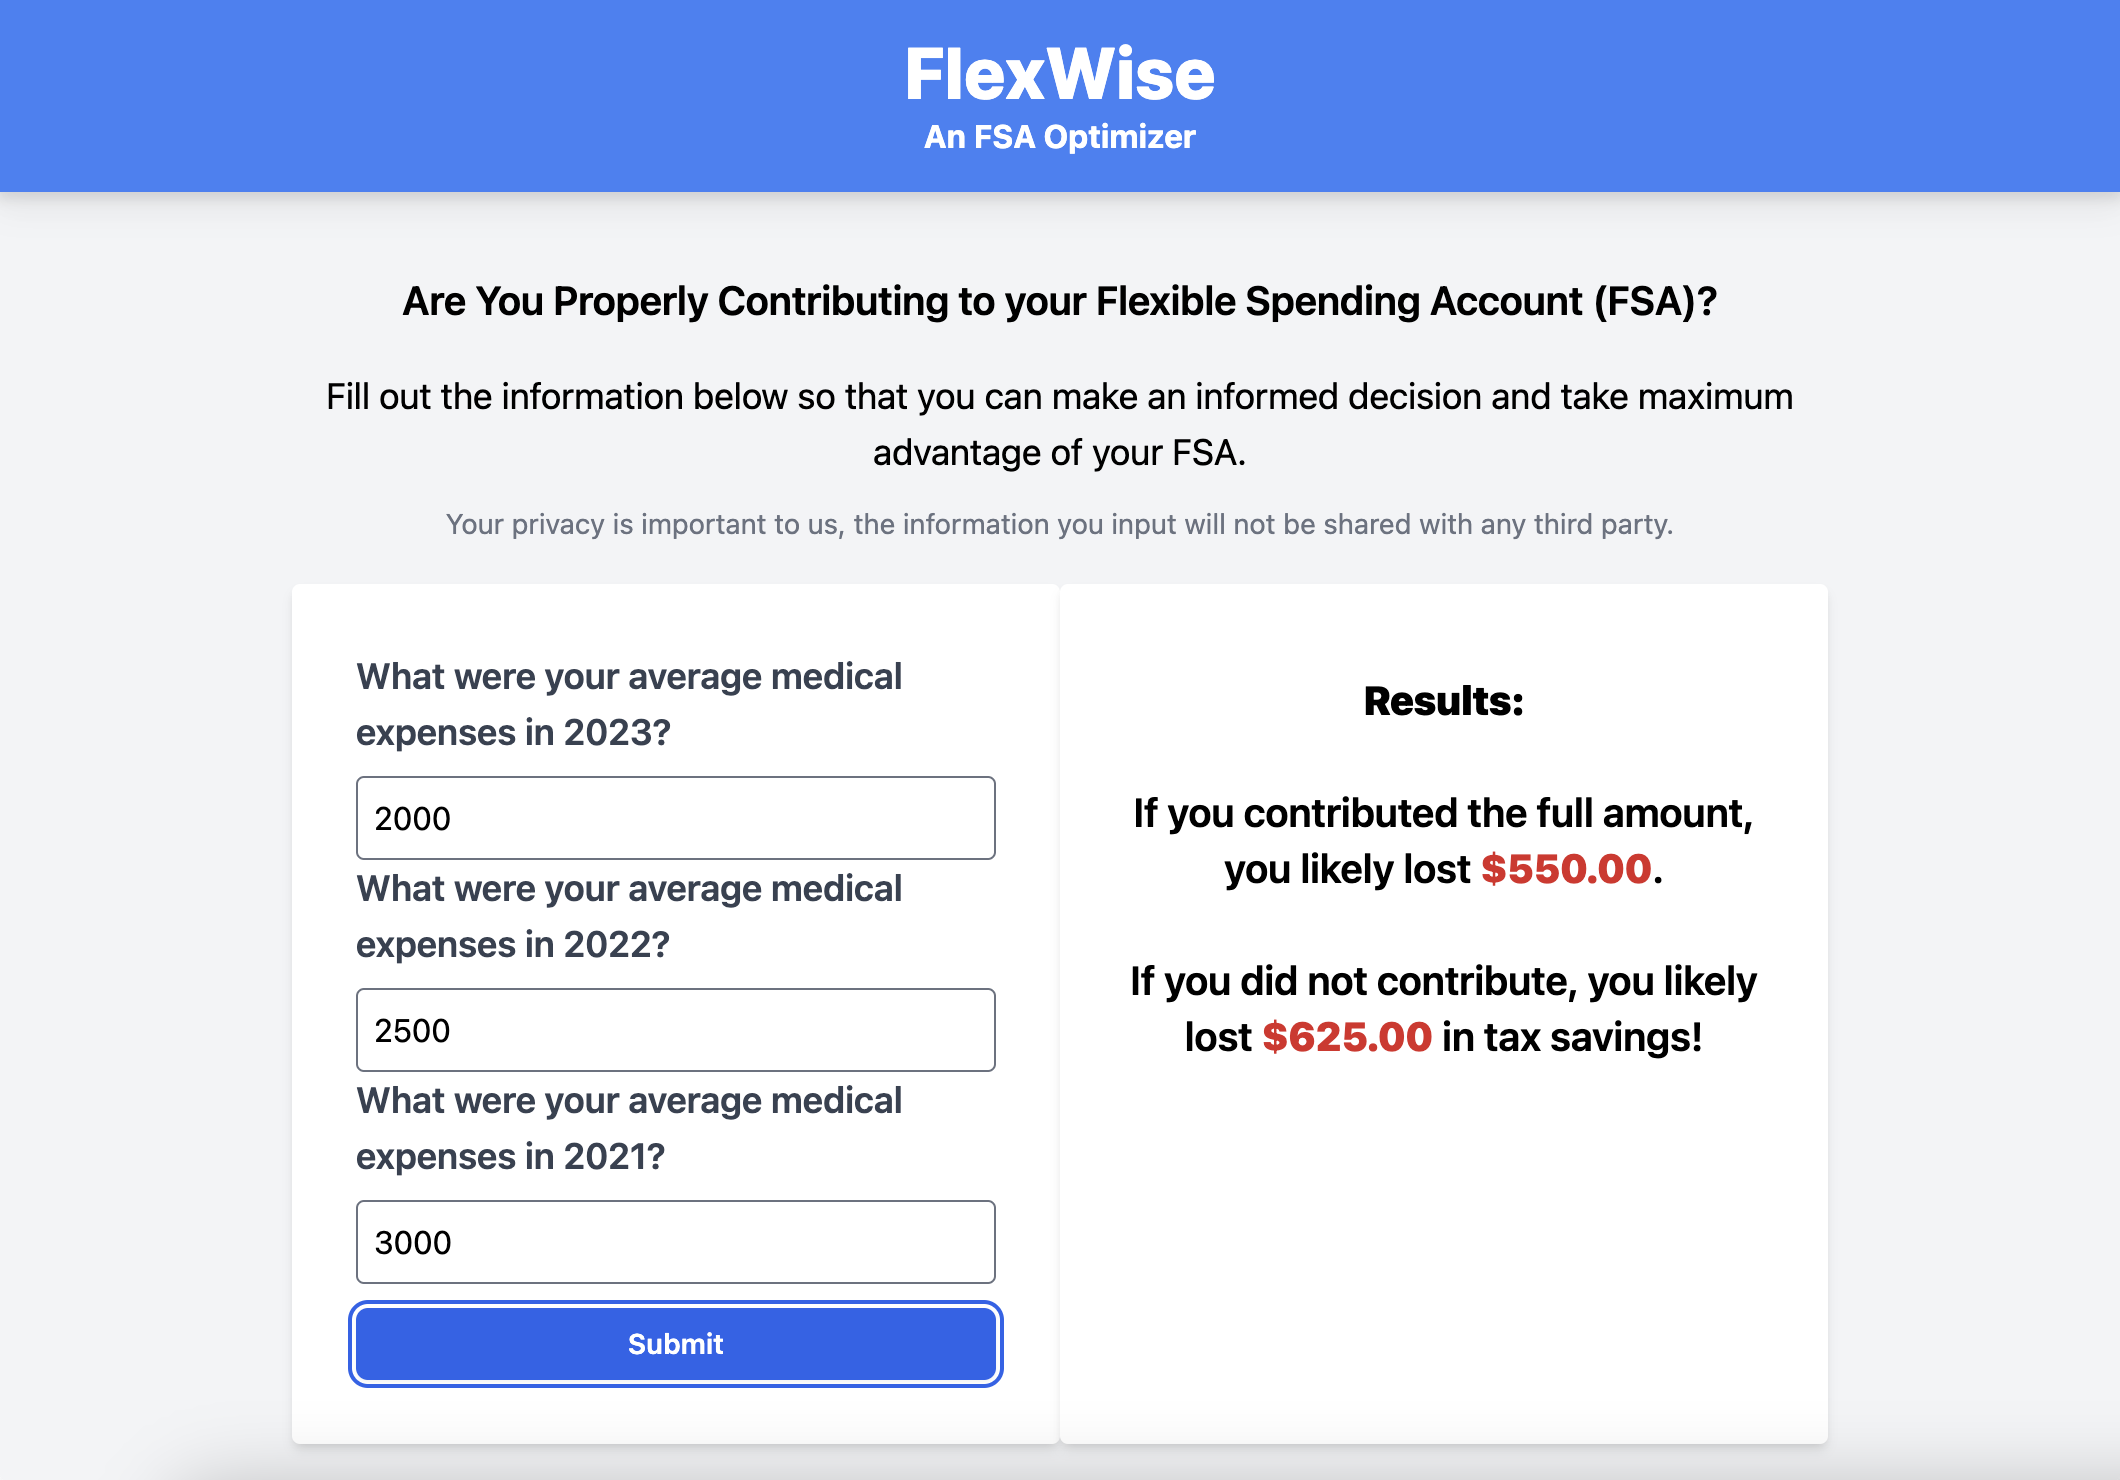 FlexWise
An FSA Optimizer
Are You Properly Contributing to your Flexible Spending Account (FSA)?
Fill out the information below so that you can make an informed decision and take maximum
advantage of your FSA.
Your privacy is important to us, the information you input will not be shared with any third party.
What were your average medical
expenses in 2023?
2000
What were your average medical
expenses in 2022?
2500
What were your average medical
expenses in 2021?
3000
Submit
Results:
If you contributed the full amount,
you likely lost $550.00.
If you did not contribute, you likely
lost $625.00 in tax savings!